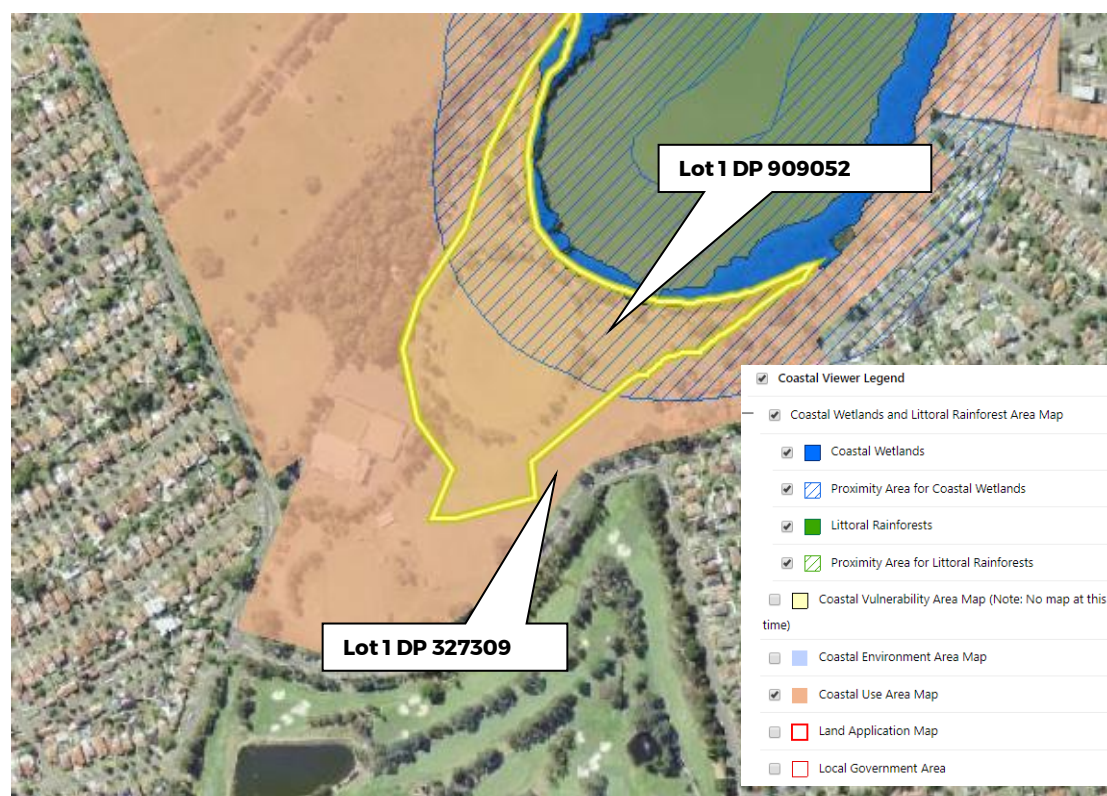 Lot 1 DP 909052
Coastal Viewer Legend
Coastal Wetlands and Littoral Rainforest Area Map
Coastal Wetlands
Proximity Area for Coastal Wetlands
Littoral Rainforests
Proximity Area for Littoral Rainforests
Coastal Vulnerability Area Map (Note: No map at this
time)
Coastal Environment Area Map
Coastal Use Area Map
Land Application Map
Local Government Area
Lot 1 DP 327309